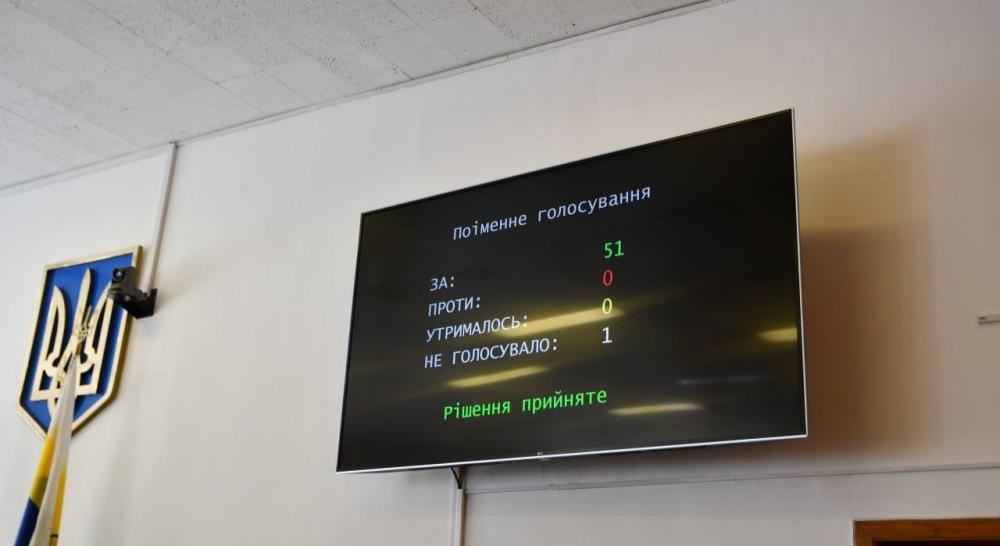 Поіменне голосування
ЗА: 51
ПРОТИ: 0
УТРИМАЛОСЬ: 0
НЕ ГОЛОСУВАЛО: 1
Рішення прийняте